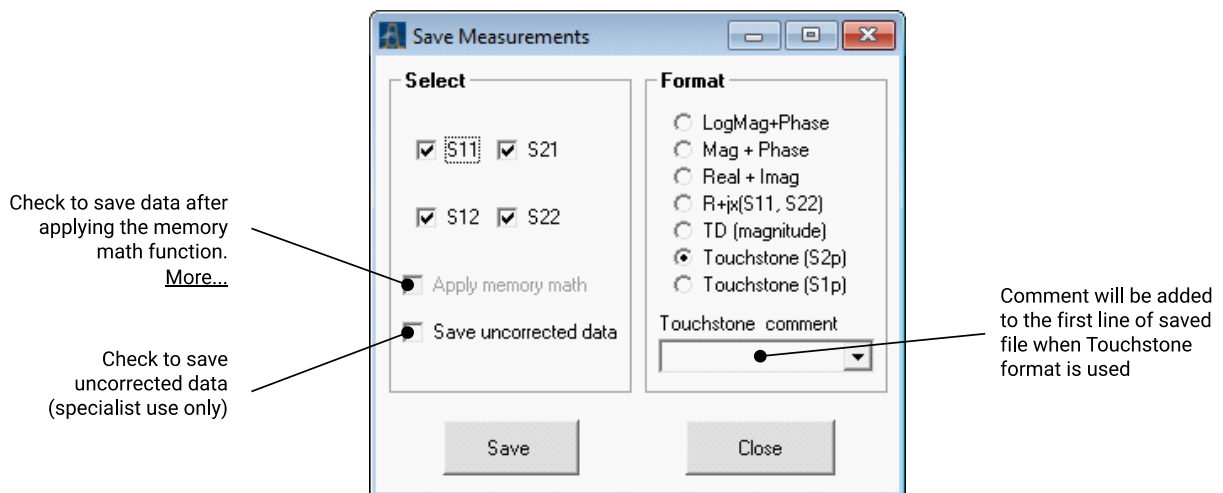 Save Measurements
Select
S11 S21
S12 S22
Apply memory math
Save uncorrected data
Format
LogMag+Phase
Mag + Phase
Real + Imag
R+jx(S11, S22)
TD (magnitude)
Touchstone (S2p)
Touchstone (S1p)
Touchstone comment
Save
Close
Check to save data after
applying the memory
math function.
More...
Check to save
uncorrected data
(specialist use only)
Comment will be added
to the first line of saved
file when Touchstone
format is used